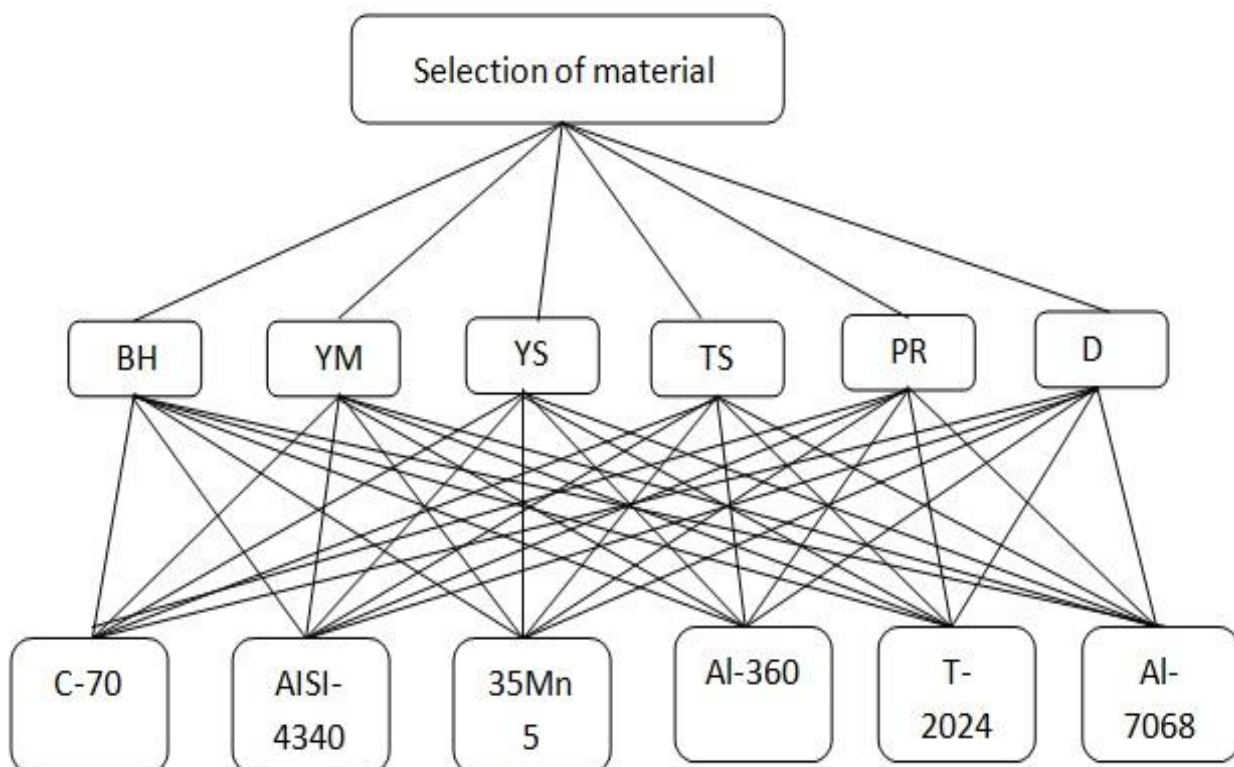 Selection of material
BH
YM
YS
TS
PR
D
C-70
AISI-
4340
35Mn
5
Al-360
T-
2024
Al-
7068